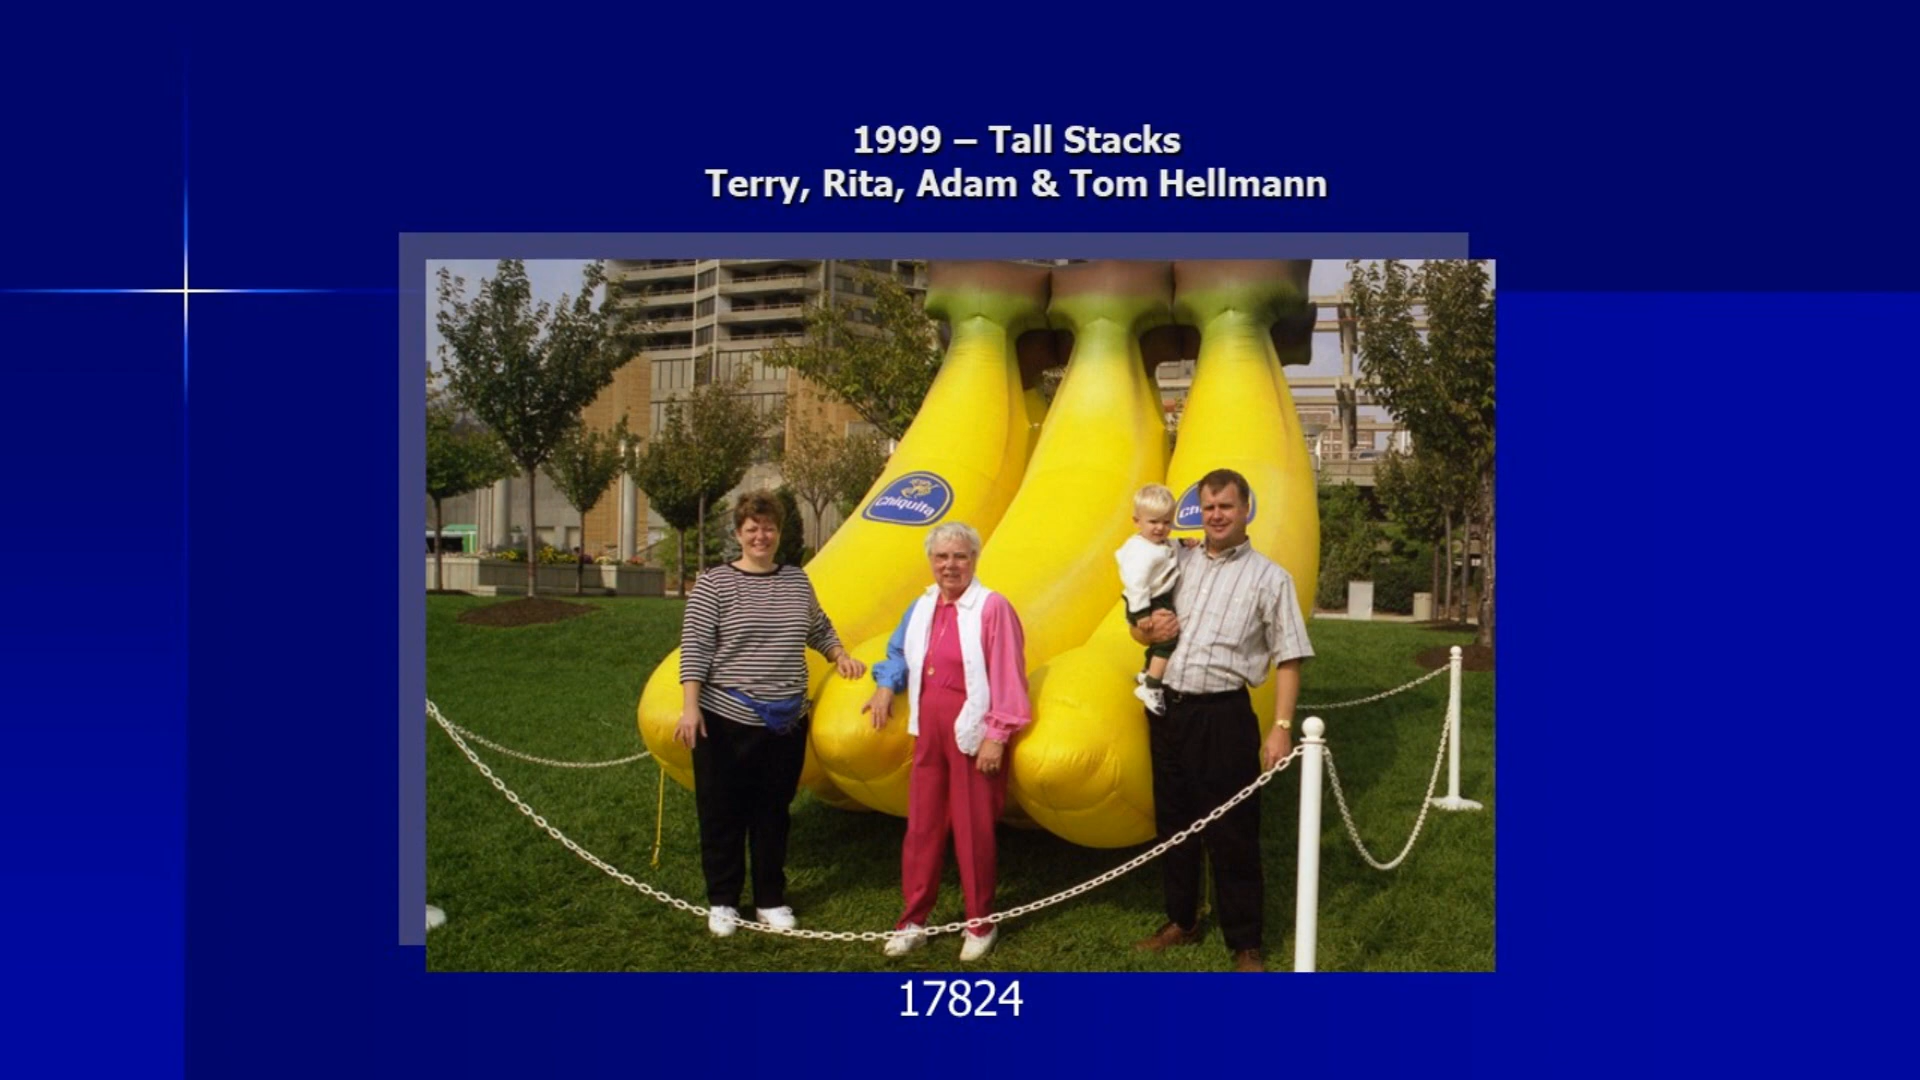 1999 – Tall Stacks
Terry, Rita, Adam & Tom Hellmann
Chiquita
17824